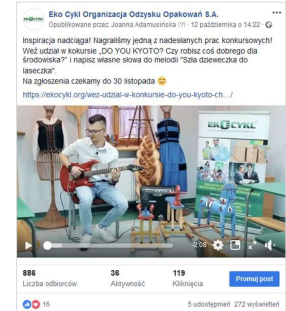 Eko Cykl Organizacja Odzysku Opakowań S.A.
Opublikowane przez: Joanna Adamusińska (?) · 12 października o 14:22 ·
Inspiracja nadciąga! Nagraliśmy jedną z nadesłanych prac konkursowych!
Weź udział w kokursie „DO YOU KYOTO? Czy robisz coś dobrego dla
środowiska?" i napisz własne słowa do melodii "Szła dzieweczka do
laseczka".
Na zgłoszenia czekamy do 30 listopada
https://ekocykl.org/wez-udzial-w-konkursie-do-you-kyoto-ch.../
EKOCYKL
-2:08
886
36
119
Liczba odbiorców
Aktywność
Kliknięcia
Promuj post
16
5 udostępnień 272 wyświetleń